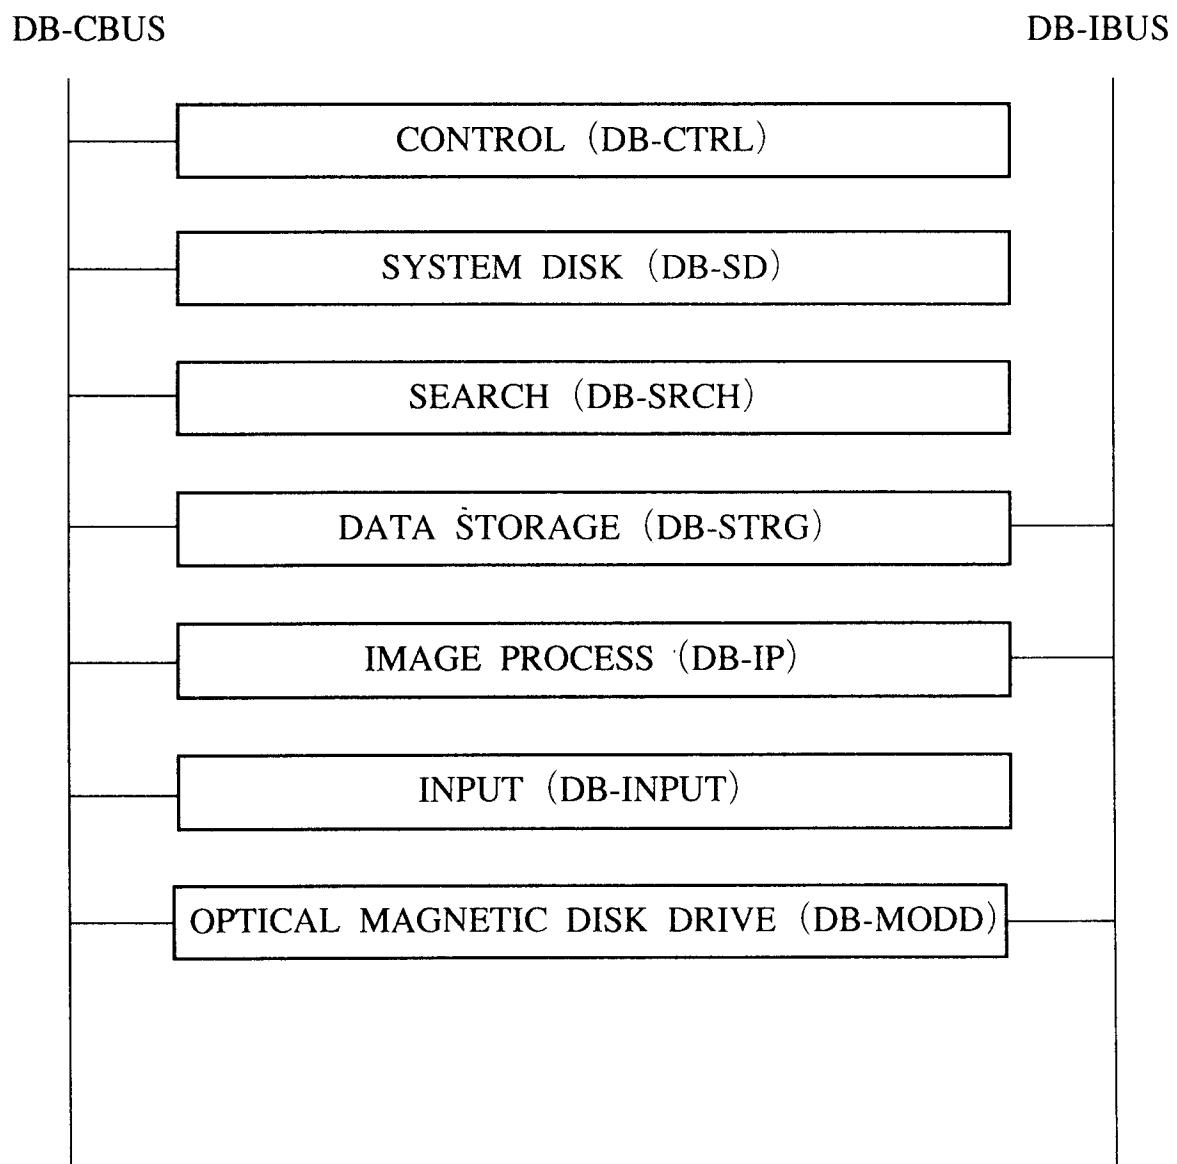 DB-CBUS DB-IBUS
CONTROL (DB-CTRL)
SYSTEM DISK (DB-SD)
SEARCH (DB-SRCH)
DATA STORAGE (DB-STRG)
IMAGE PROCESS (DB-IP)
INPUT (DB-INPUT)
OPTICAL MAGNETIC DISK DRIVE (DB-MODD)